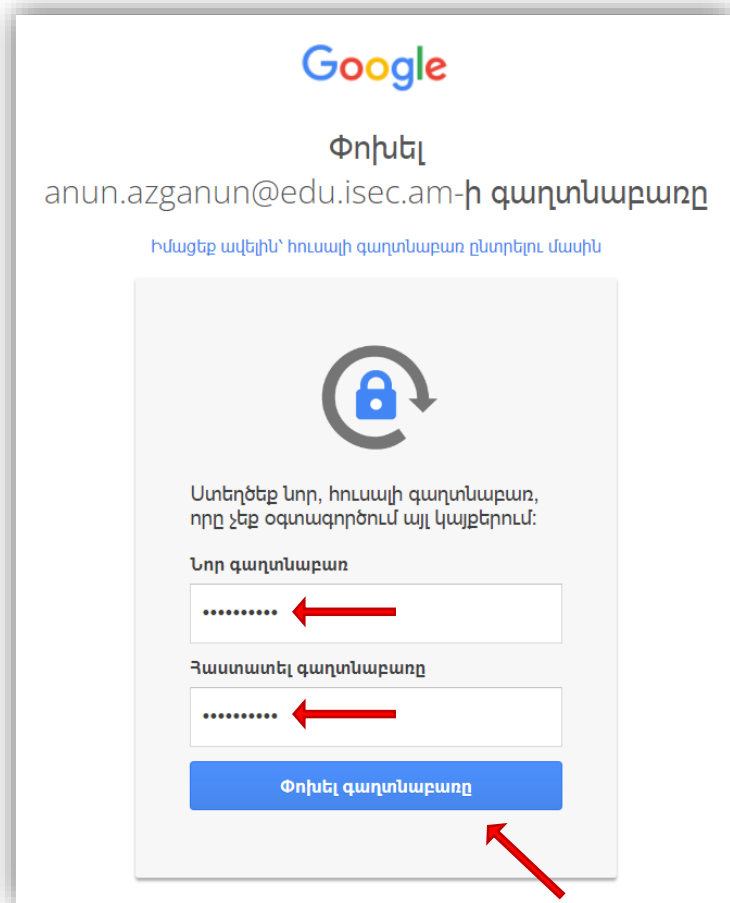 Google
Փոխել
anun.azganun@edu.isec.am-ի գաղտնաբառը
Իմացեք ավելին՝ հուսալի գաղտնաբառ ընտրելու մասին
Ստեղծեք նոր, հուսալի գաղտնաբառ,
որը չեք օգտագործում այլ կայքերում:
Նոր գաղտնաբառ
••••••••••
Հաստատել գաղտնաբառը
••••••••••
Փոխել գաղտնաբառը